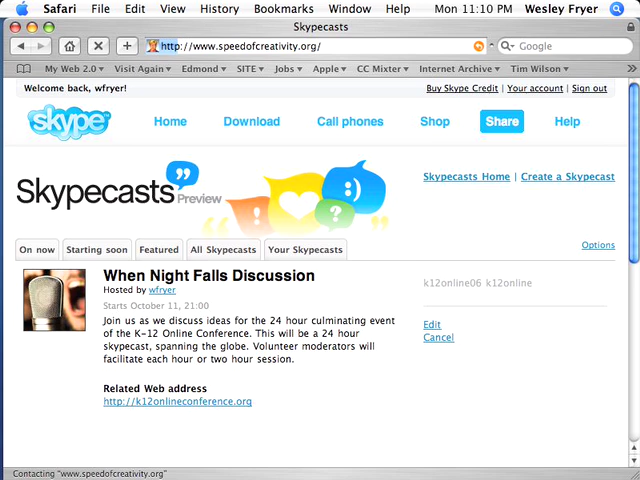 Safari File Edit View History Bookmarks Window Help Mon 11:10 PM Wesley Fryer
Skypecasts
http://www.speedofcreativity.org/ Google
My Web 2.0 Visit Again Edmond SITE Jobs Apple CC Mixter Internet Archive Tim Wilson
Welcome back, wfryer! Buy Skype Credit | Your account | Sign out
skype Home Download Call phones Shop Share Help
Skypecasts Preview ! ? :) Skypecasts Home | Create a Skypecast
On now Starting soon Featured All Skypecasts Your Skypecasts Options
When Night Falls Discussion
Hosted by wfryer
Starts October 11, 21:00
Join us as we discuss ideas for the 24 hour culminating event
of the K-12 Online Conference. This will be a 24 hour
skypecast, spanning the globe. Volunteer moderators will
facilitate each hour or two hour session.
Related Web address
http://k12onlineconference.org
k12online06 k12online
Edit
Cancel
Contacting "www.speedofcreativity.org"